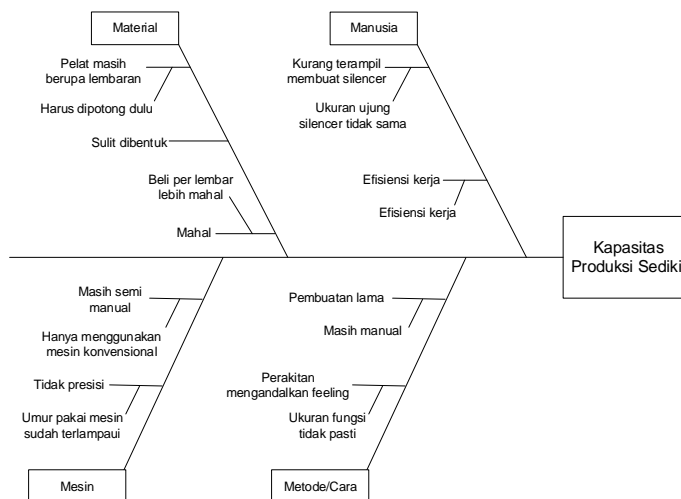 Material
Manusia
Pelat masih
berupa lembaran
Harus dipotong dulu
Sulit dibentuk
Beli per lembar
lebih mahal
Mahal
Kurang terampil
membuat silencer
Ukuran ujung
silencer tidak sama
Efisiensi kerja
Efisiensi kerja
Kapasitas
Produksi Sediki
Masih semi
manual
Hanya menggunakan
mesin konvensional
Tidak presisi
Umur pakai mesin
sudah terlampaui
Pembuatan lama
Masih manual
Perakitan
mengandalkan feeling
Ukuran fungsi
tidak pasti
Mesin
Metode/Cara